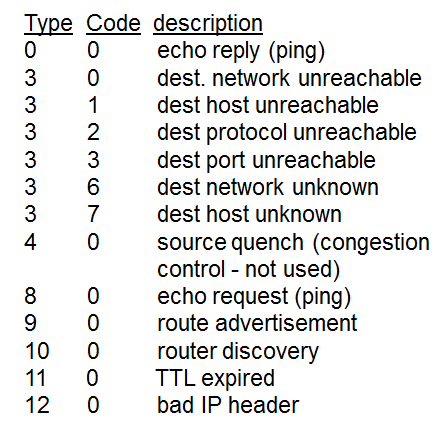 Type Code description
0 0 echo reply (ping)
3 0 dest. network unreachable
3 1 dest host unreachable
3 2 dest protocol unreachable
3 3 dest port unreachable
3 6 dest network unknown
3 7 dest host unknown
4 0 source quench (congestion
control - not used)
8 0 echo request (ping)
9 0 route advertisement
10 0 router discovery
11 0 TTL expired
12 0 bad IP header